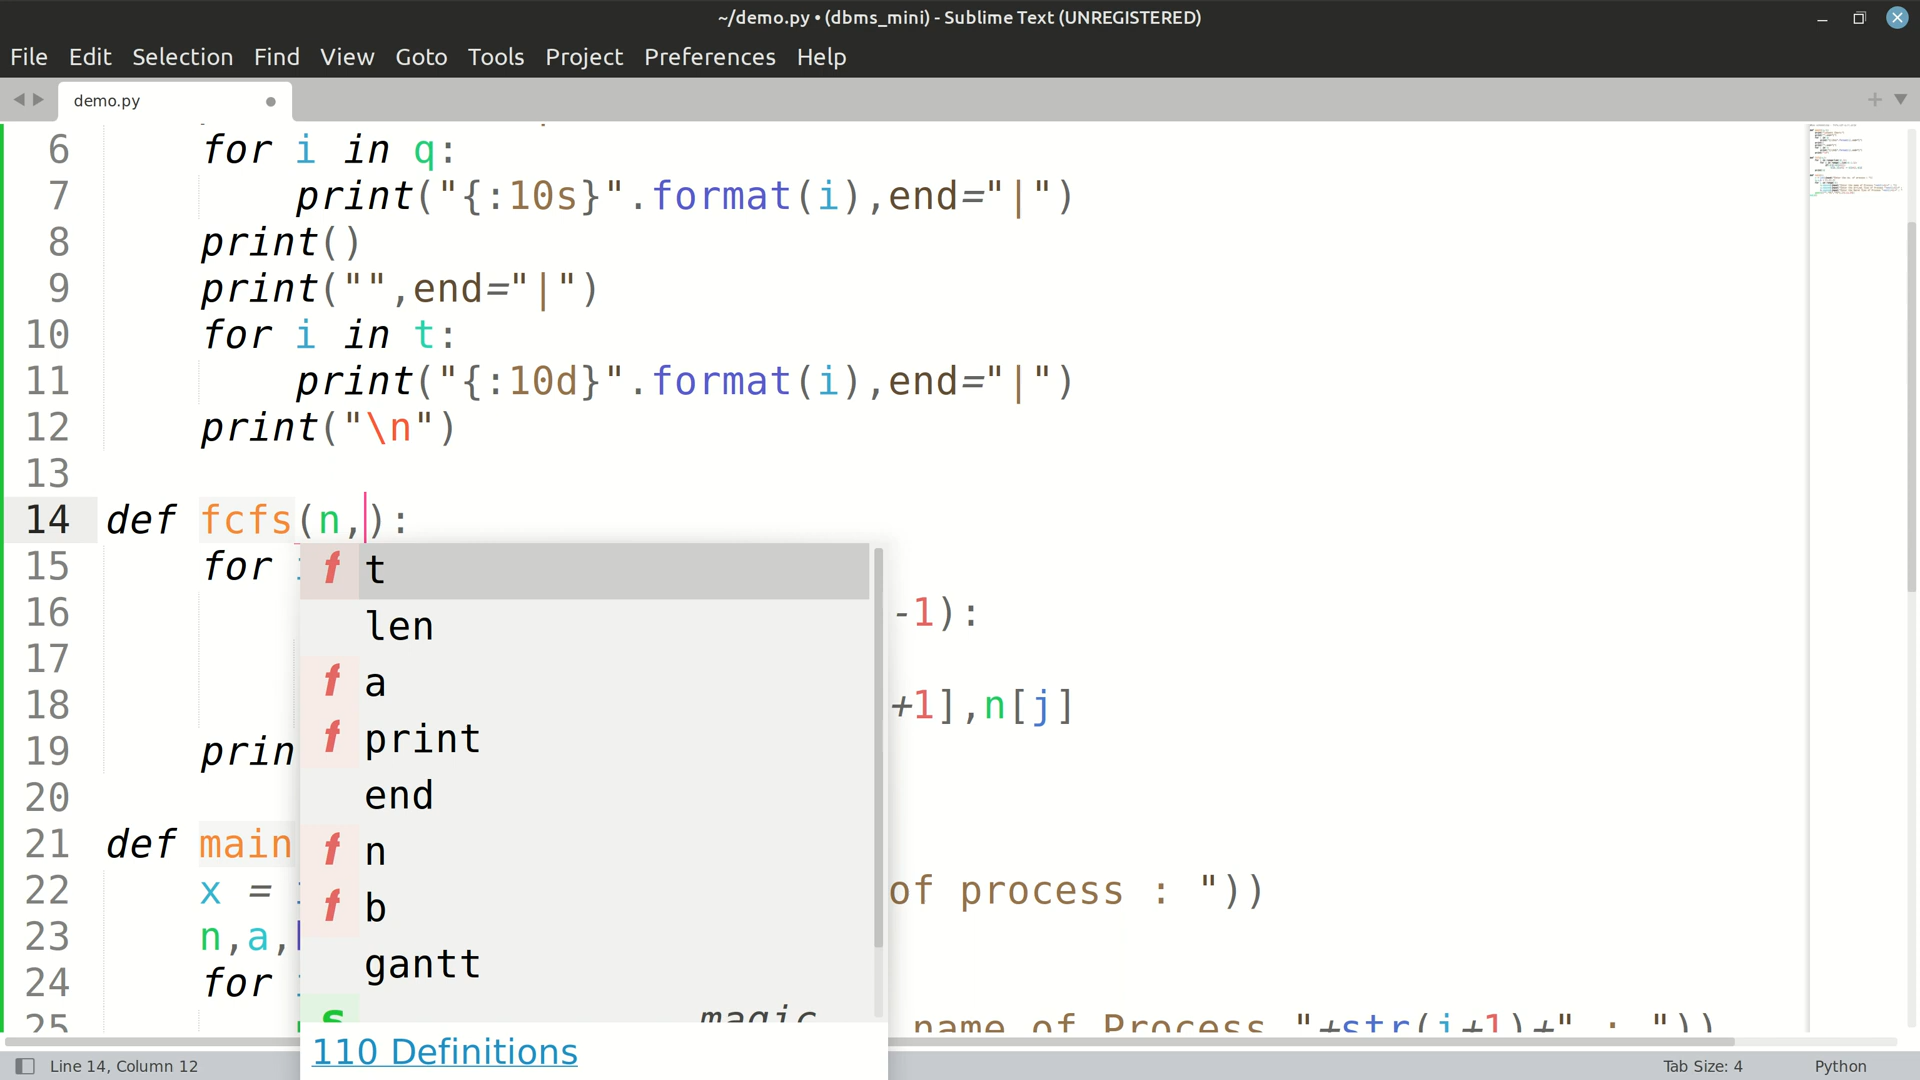 ~/demo.py • (dbms_mini) - Sublime Text (UNREGISTERED)
File Edit Selection Find View Goto Tools Project Preferences Help
demo.py
6 for i in q:
7 print("{:10s}".format(i),end="|")
8 print()
9 print("",end="|")
10 for i in t:
11 print("{:10d}".format(i),end="|")
12 print("\n")
13
14 def fcfs(n,):
15 for
16 -1):
17
18 +1],n[j]
19 prin
20
21 def main
22 x = of process : "))
23 n,a,
24 for
25 name of Process "+str(i+1)+" : "))
f t
len
f a
f print
end
f n
f b
gantt
s magic
110 Definitions
Line 14, Column 12 Tab Size: 4 Python